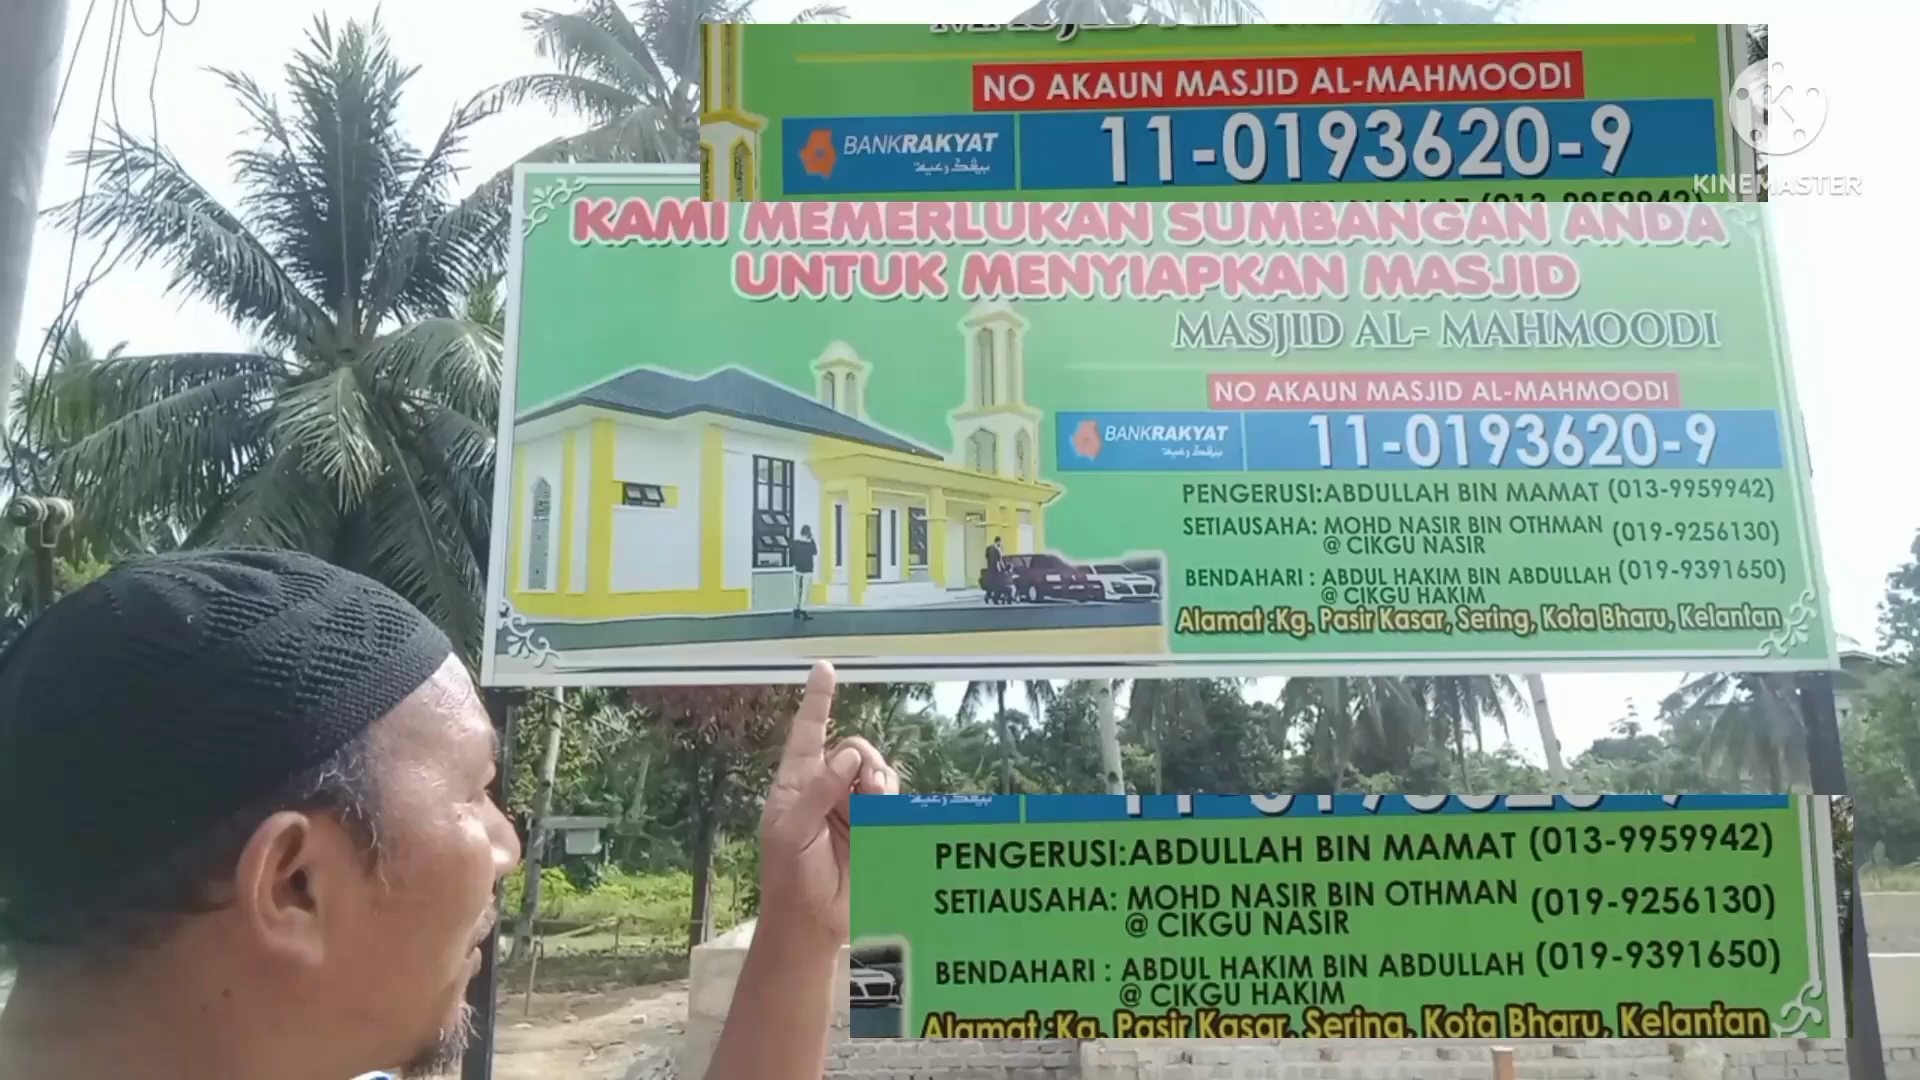 NO AKAUN MASJID AL-MAHMOODI
BANKRAKYAT
11-0193620-9
KINEMASTER
KAMI MEMERLUKAN SUMBANGAN ANDA
UNTUK MENYIAPKAN MASJID
MASJID AL- MAHMOODI
NO AKAUN MASJID AL-MAHMOODI
BANKRAKYAT
بيڠك رعيت
11-0193620-9
PENGERUSI:ABDULLAH BIN MAMAT (013-9959942)
SETIAUSAHA: MOHD NASIR BIN OTHMAN (019-9256130)
@ CIKGU NASIR
BENDAHARI : ABDUL HAKIM BIN ABDULLAH (019-9391650)
@ CIKGU HAKIM
Alamat :Kg. Pasir Kasar, Sering, Kota Bharu, Kelantan
PENGERUSI:ABDULLAH BIN MAMAT (013-9959942)
SETIAUSAHA: MOHD NASIR BIN OTHMAN (019-9256130)
@ CIKGU NASIR
BENDAHARI : ABDUL HAKIM BIN ABDULLAH (019-9391650)
@ CIKGU HAKIM
Alamat :Kg. Pasir Kasar, Sering, Kota Bharu, Kelantan